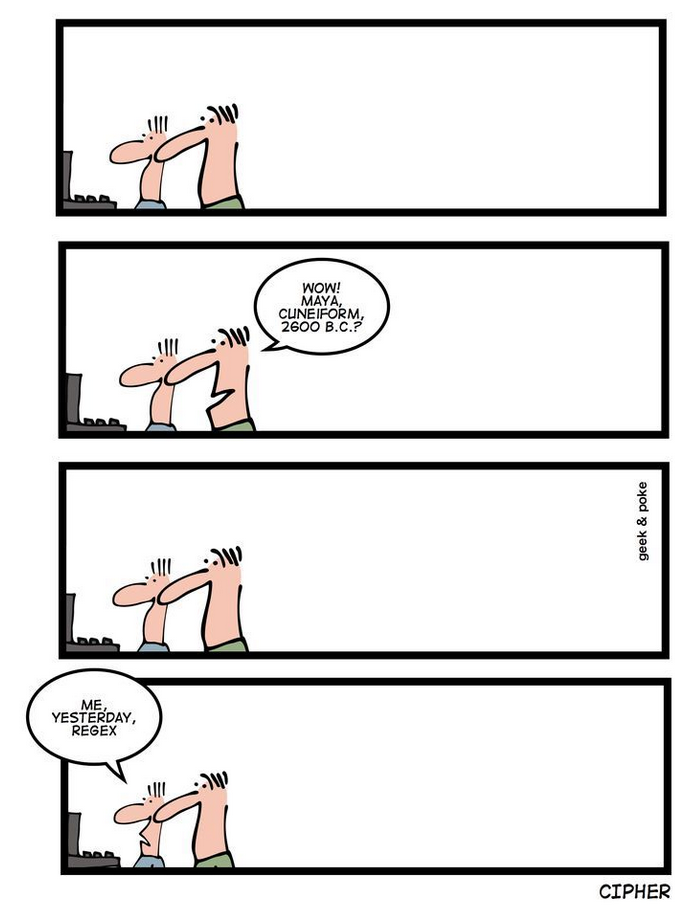 WOW!
MAYA,
CUNEIFORM,
2600 B.C.?
geek & poke
ME,
YESTERDAY,
REGEX
CIPHER